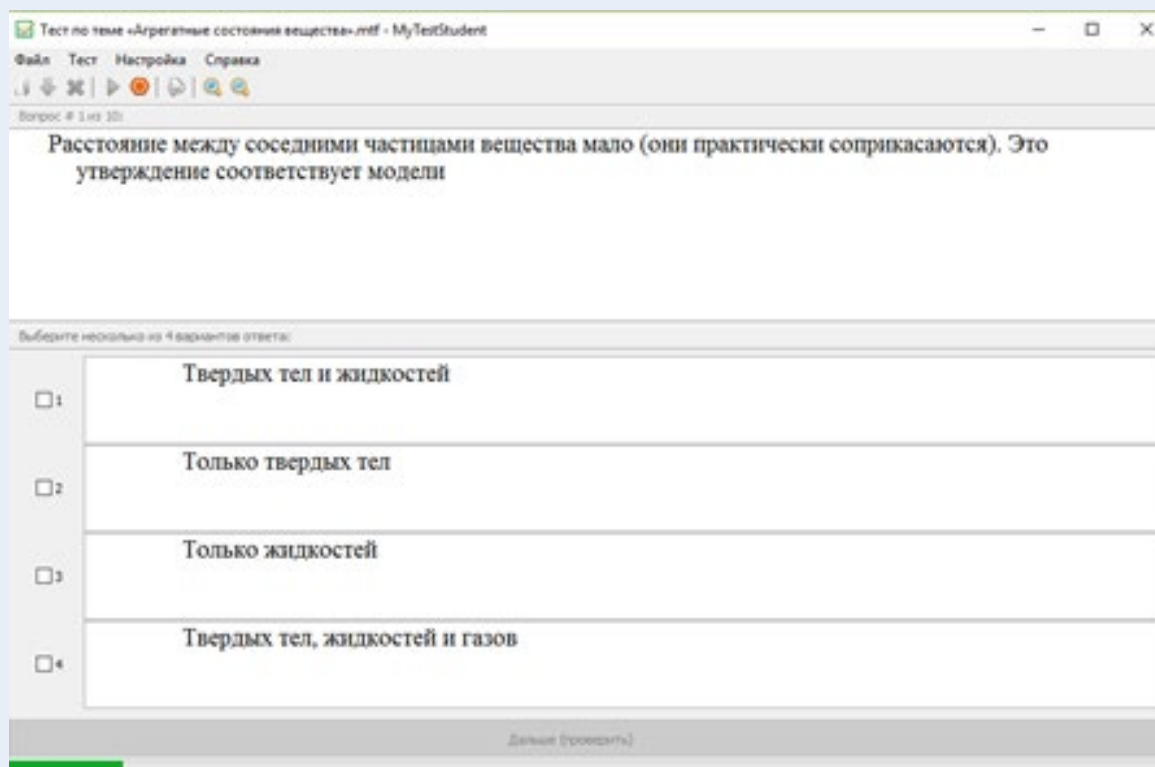 Тест по теме «Агрегатные состояния вещества».mtf - MyTestStudent
Файл Тест Настройка Справка
Вопрос # 1 из 10:
Расстояние между соседними частицами вещества мало (они практически соприкасаются). Это
утверждение соответствует модели
Выберите несколько из 4 вариантов ответа:
1 Твердых тел и жидкостей
2 Только твердых тел
3 Только жидкостей
4 Твердых тел, жидкостей и газов
Дальше (проверить)